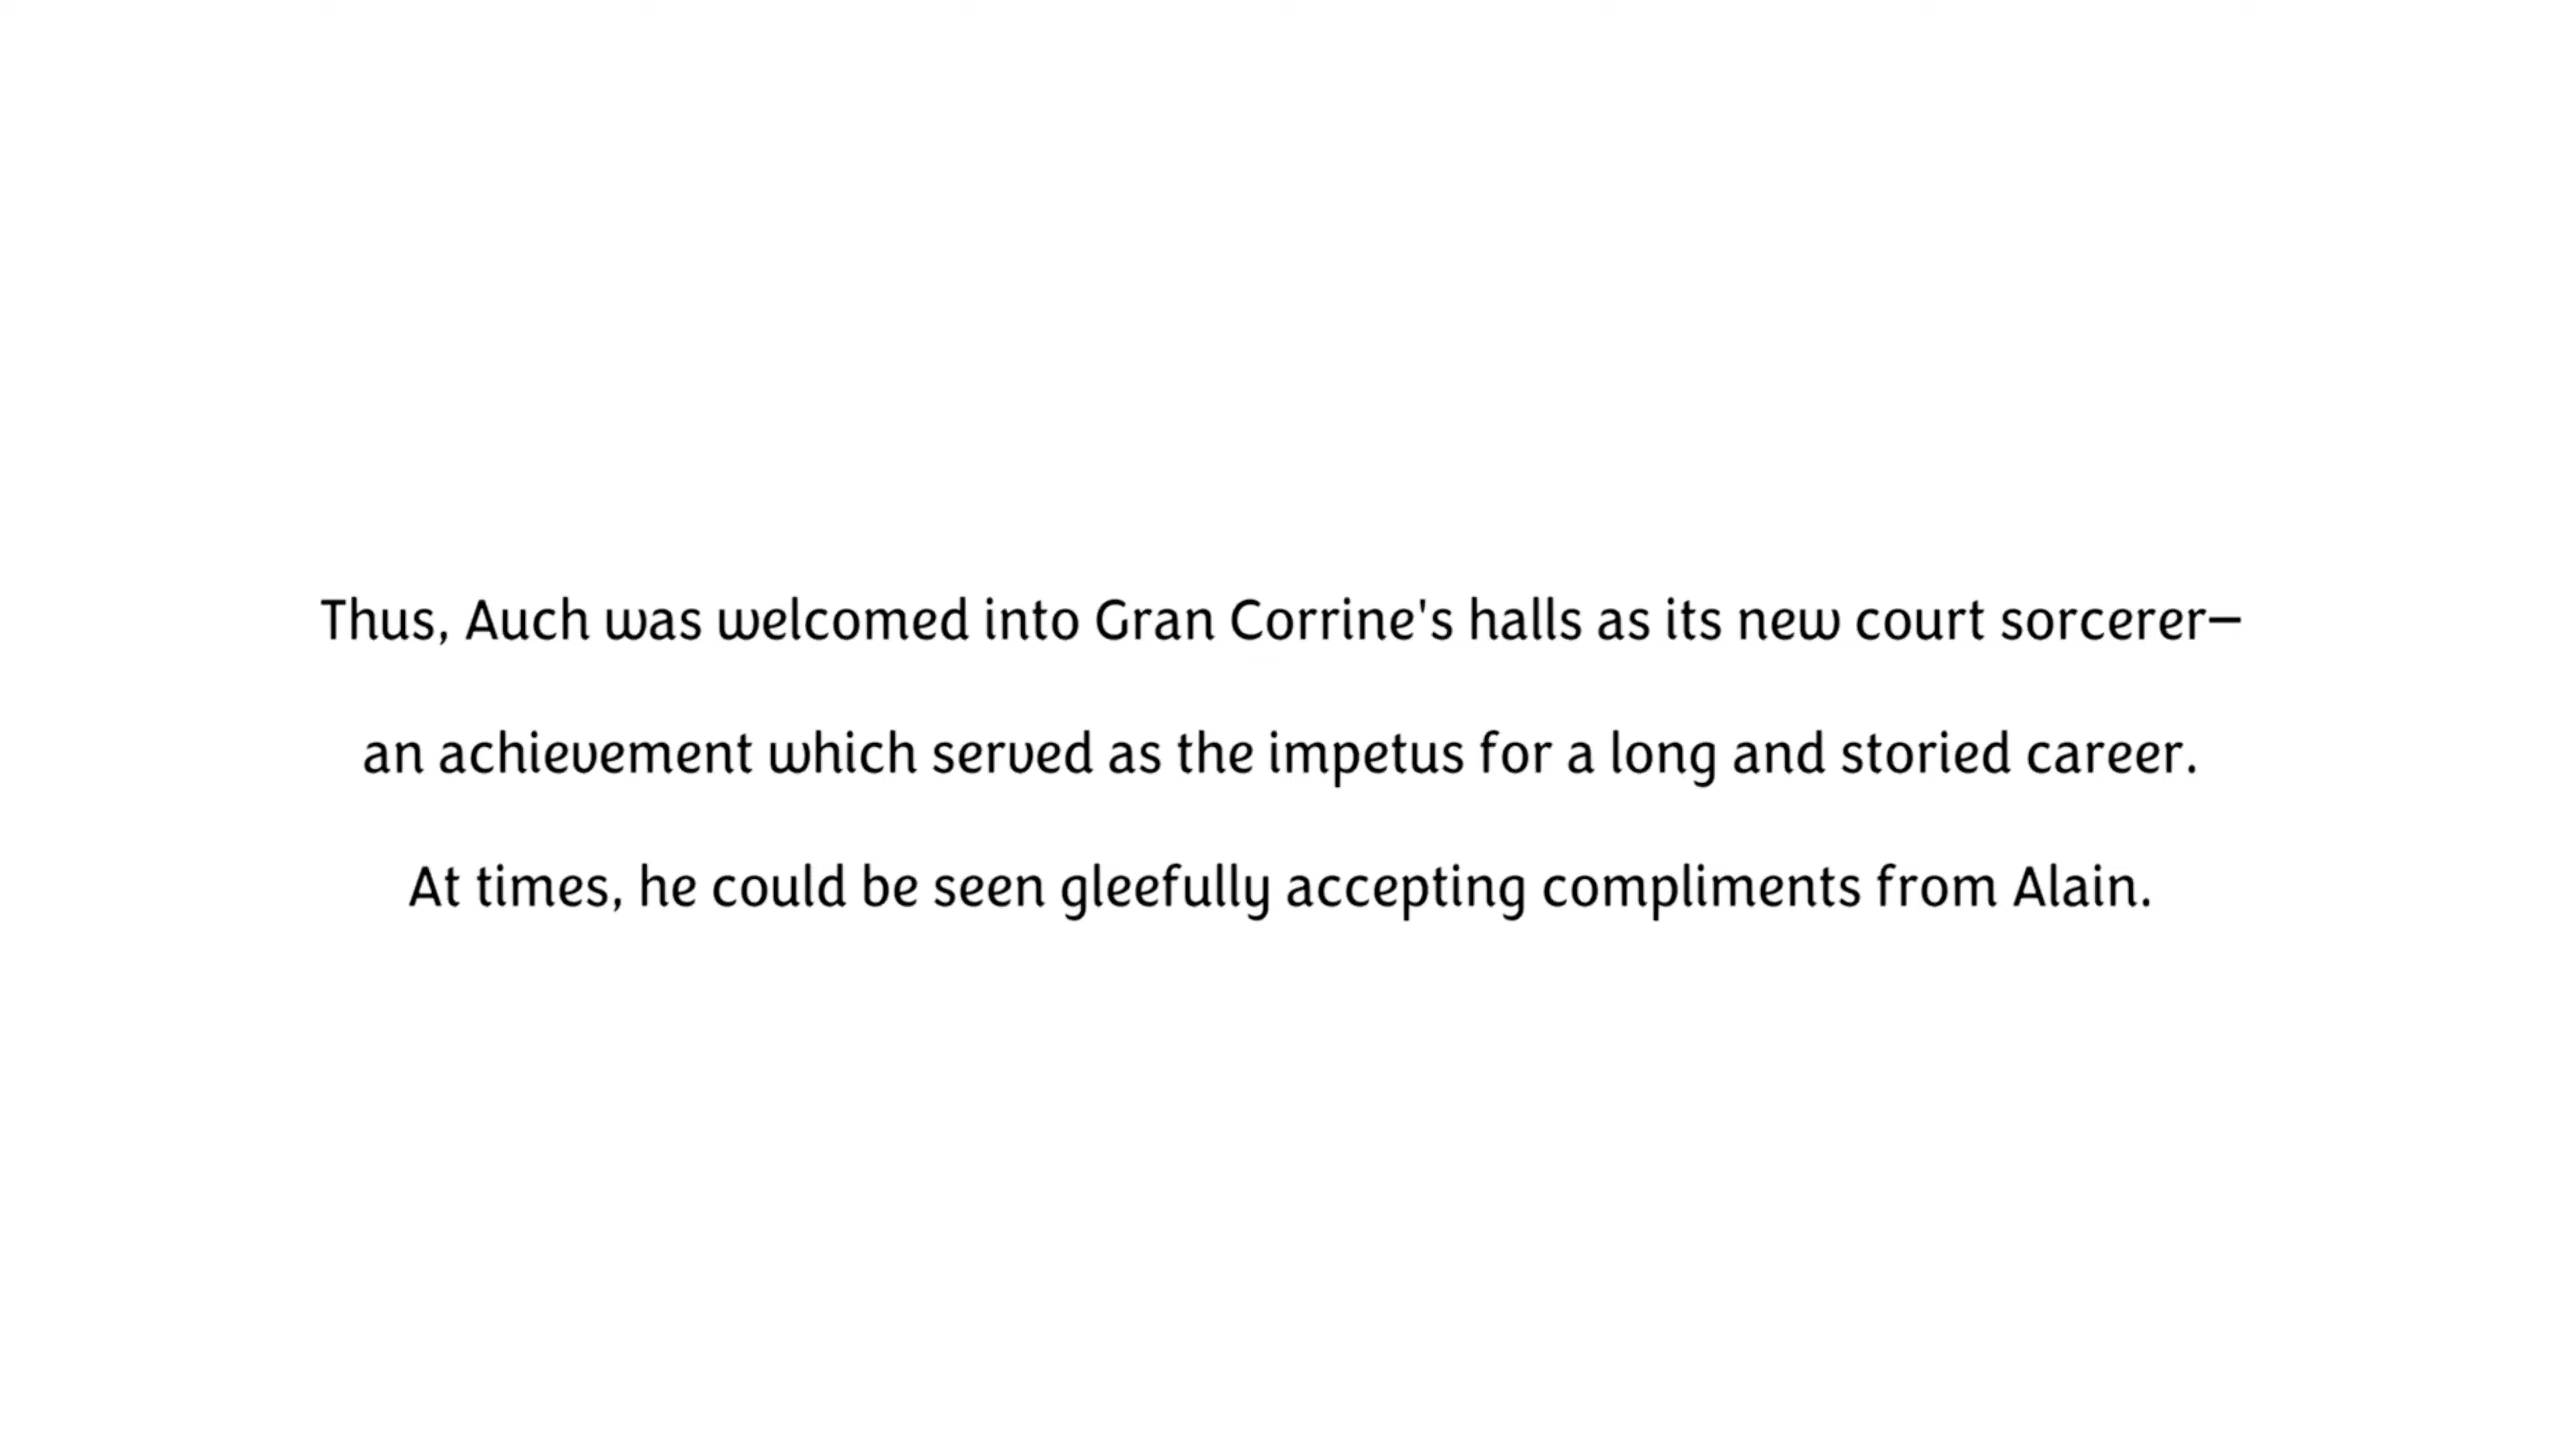 Thus, Auch was welcomed into Gran Corrine's halls as its new court sorcerer—
an achievement which served as the impetus for a long and storied career.
At times, he could be seen gleefully accepting compliments from Alain.